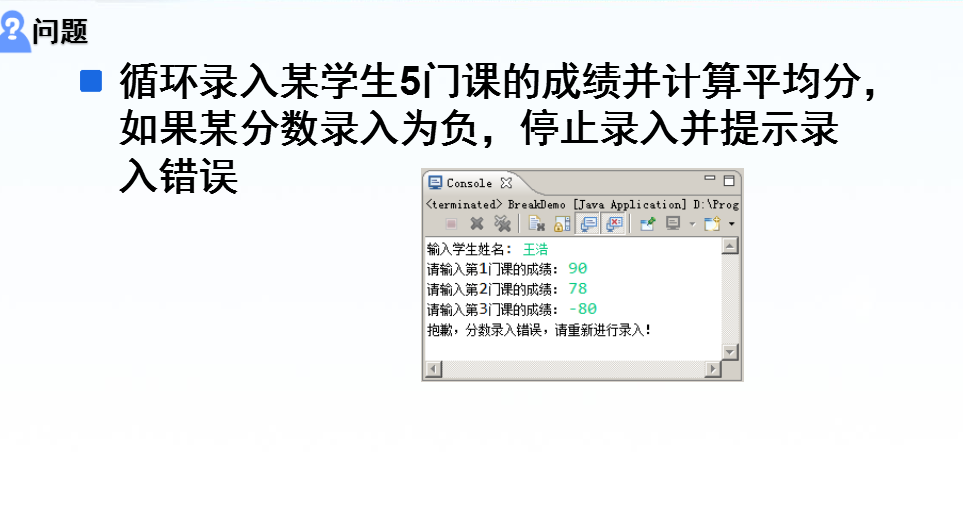 问题
循环录入某学生5门课的成绩并计算平均分，
如果某分数录入为负，停止录入并提示录
入错误
Console
<terminated> BreakDemo [Java Application] D:\Prog
输入学生姓名： 王浩
请输入第1门课的成绩： 90
请输入第2门课的成绩： 78
请输入第3门课的成绩： -80
抱歉，分数录入错误，请重新进行录入！